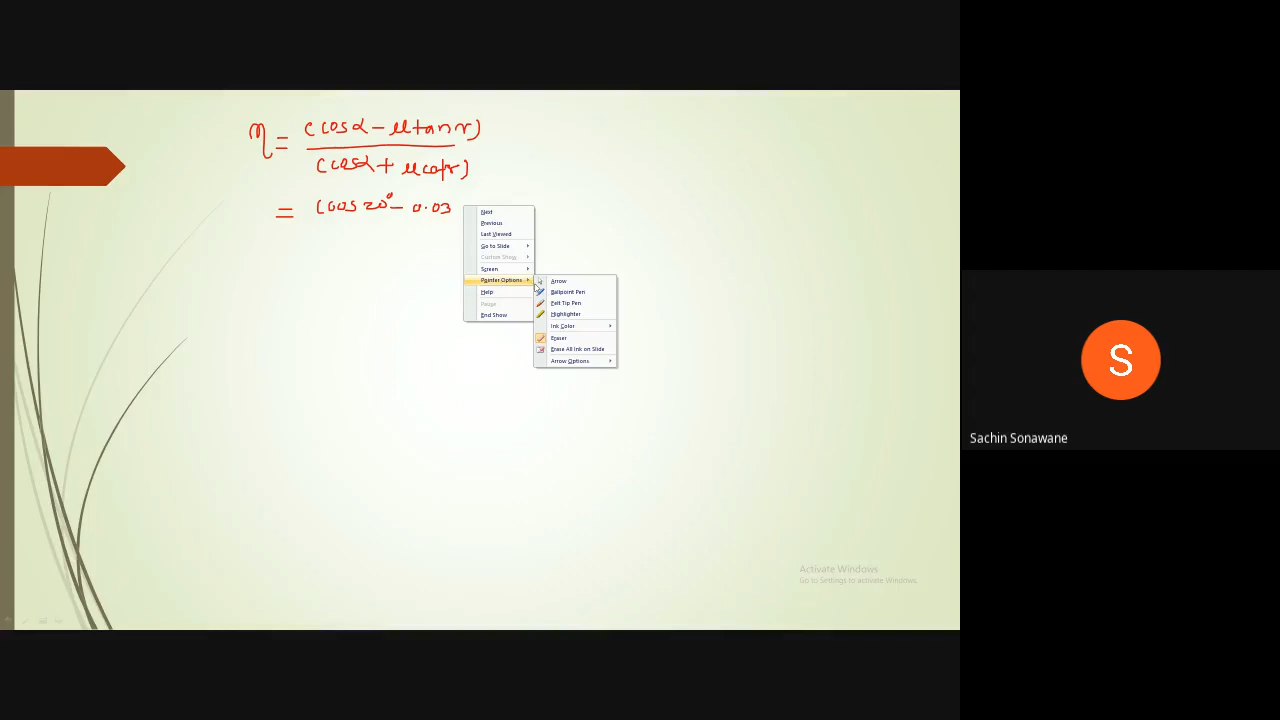 η = (cosα - μ tan r)
(cosα + μ cot r)
= (cos 20° - 0.03
Next
Previous
Last Viewed
Go to Slide
Custom Show
Screen
Pointer Options
Help
Pause
End Show
Arrow
Ballpoint Pen
Felt Tip Pen
Highlighter
Ink Color
Eraser
Erase All Ink on Slide
Arrow Options
S
Sachin Sonawane
Activate Windows
Go to Settings to activate Windows.